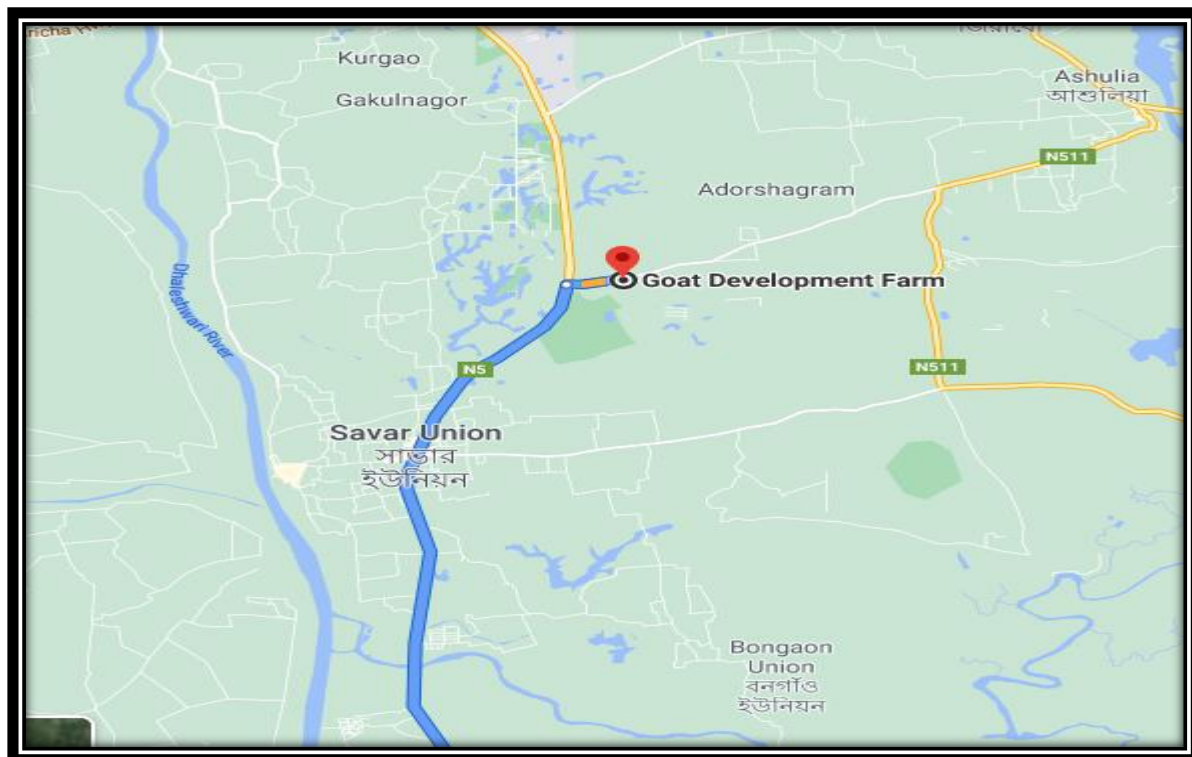 Kurgao
Gakulnagor
Ashulia
আশুলিয়া
N511
Adorshagram
Goat Development Farm
Dhaleshwari River
N5
N511
Savar Union
সাভার
ইউনিয়ন
Bongaon
Union
বনগাঁও
ইউনিয়ন